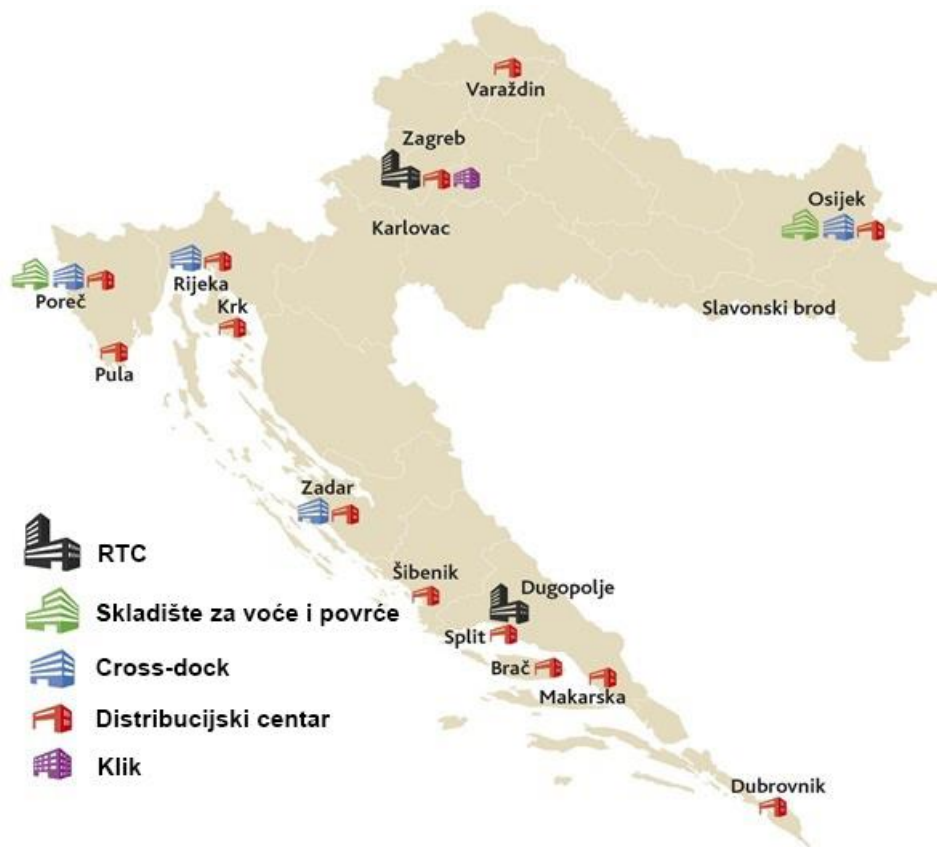 Varaždin
Zagreb
Karlovac
Osijek
Slavonski brod
Poreč
Rijeka
Krk
Pula
Zadar
Šibenik
Dugopolje
Split
Brač
Makarska
Dubrovnik
RTC
Skladište za voće i povrće
Cross-dock
Distribucijski centar
Klik